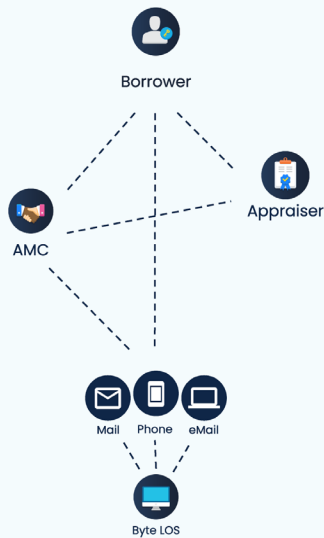 Borrower
Appraiser
AMC
Mail
Phone
eMail
Byte LOS